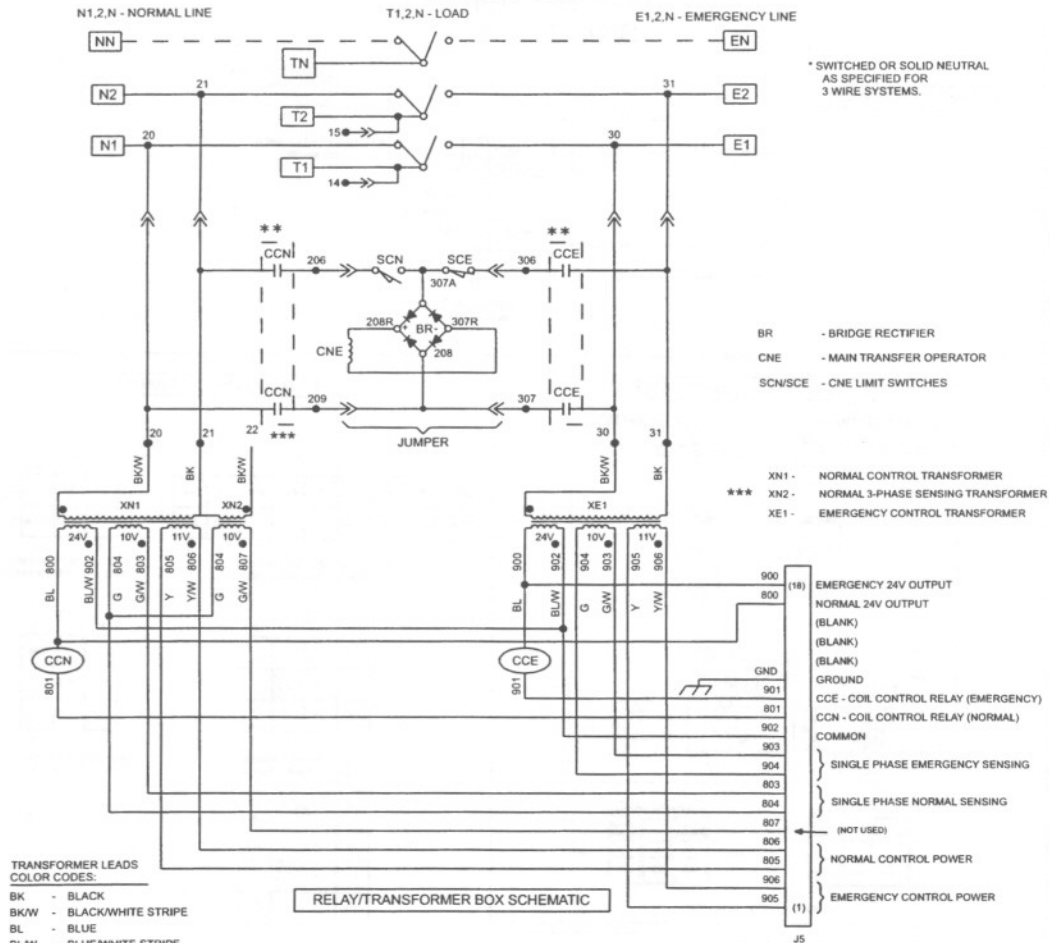 N1,2,N - NORMAL LINE
T1,2,N - LOAD
E1,2,N - EMERGENCY LINE
NN
TN
EN
* SWITCHED OR SOLID NEUTRAL
AS SPECIFIED FOR
3 WIRE SYSTEMS.
N2
21
T2
15
31
E2
N1
20
T1
14
30
E1
**
CCN
206
SCN
SCE
306
**
CCE
307A
208R
+
BR
-
307R
CNE
208
BR - BRIDGE RECTIFIER
CNE - MAIN TRANSFER OPERATOR
SCN/SCE - CNE LIMIT SWITCHES
CCN
209
307
CCE
***
JUMPER
20
21
22
30
31
BK/W
BK
BK/W
BK/W
BK
XN1 - NORMAL CONTROL TRANSFORMER
*** XN2 - NORMAL 3-PHASE SENSING TRANSFORMER
XE1 - EMERGENCY CONTROL TRANSFORMER
XN1
XN2
XE1
24V
10V
11V
10V
24V
10V
11V
800
902
804
803
805
806
804
807
900
902
904
903
905
906
BL
BL/W
G
G/W
Y
Y/W
G
G/W
BL
BL/W
G
G/W
Y
Y/W
CCN
801
CCE
901
900 (18) EMERGENCY 24V OUTPUT
800 NORMAL 24V OUTPUT
(BLANK)
(BLANK)
(BLANK)
GND GROUND
901 CCE - COIL CONTROL RELAY (EMERGENCY)
801 CCN - COIL CONTROL RELAY (NORMAL)
902 COMMON
903
904
SINGLE PHASE EMERGENCY SENSING
803
804
SINGLE PHASE NORMAL SENSING
807 (NOT USED)
806
805
NORMAL CONTROL POWER
906
905 (1)
EMERGENCY CONTROL POWER
J5
RELAY/TRANSFORMER BOX SCHEMATIC
TRANSFORMER LEADS
COLOR CODES:
BK - BLACK
BK/W - BLACK/WHITE STRIPE
BL - BLUE
BL/W - BLUE/WHITE STRIPE